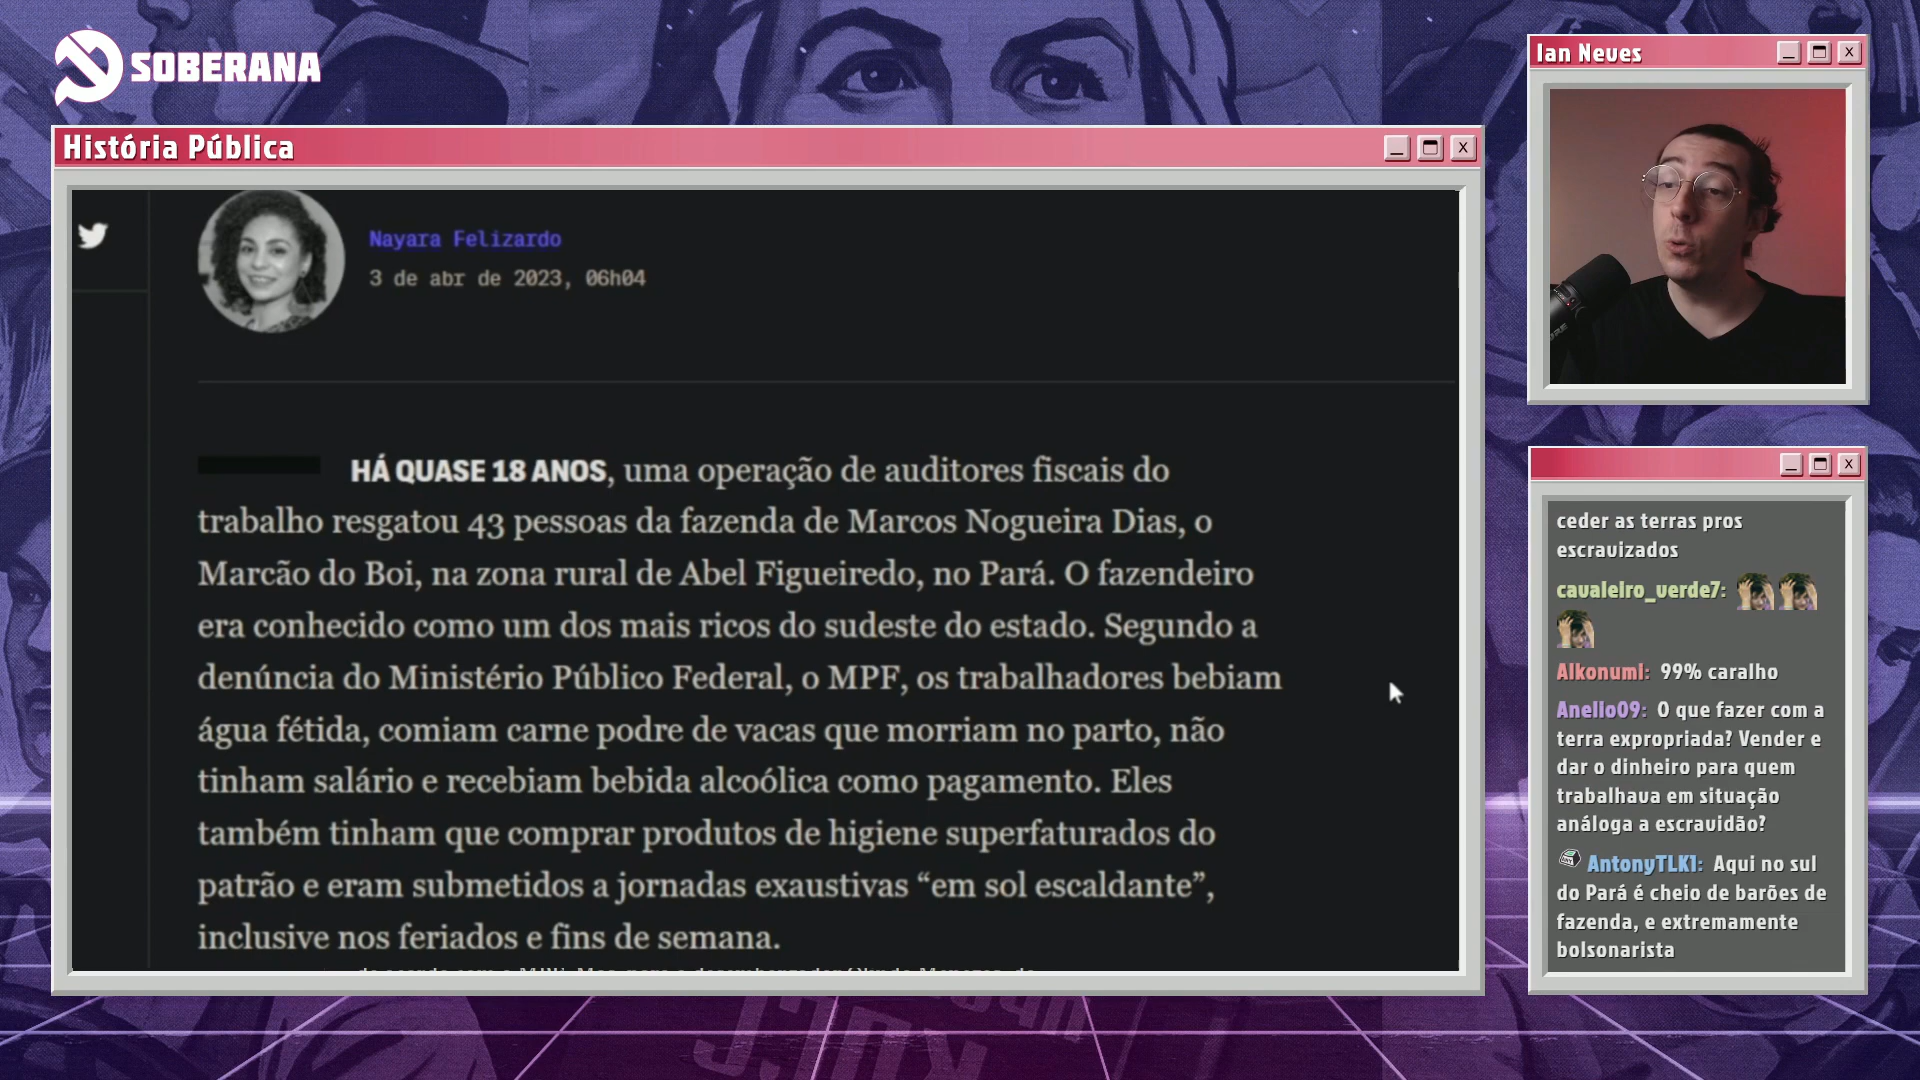 SOBERANA
História Pública
Nayara Felizardo
3 de abr de 2023, 06h04
HÁ QUASE 18 ANOS, uma operação de auditores fiscais do
trabalho resgatou 43 pessoas da fazenda de Marcos Nogueira Dias, o
Marcão do Boi, na zona rural de Abel Figueiredo, no Pará. O fazendeiro
era conhecido como um dos mais ricos do sudeste do estado. Segundo a
denúncia do Ministério Público Federal, o MPF, os trabalhadores bebiam
água fétida, comiam carne podre de vacas que morriam no parto, não
tinham salário e recebiam bebida alcoólica como pagamento. Eles
também tinham que comprar produtos de higiene superfaturados do
patrão e eram submetidos a jornadas exaustivas “em sol escaldante”,
inclusive nos feriados e fins de semana.
Ian Neves
ceder as terras pros
escravizados
cavaleiro_verde7:
Alkonumi: 99% caralho
Anello09: O que fazer com a
terra expropriada? Vender e
dar o dinheiro para quem
trabalhava em situação
análoga a escravidão?
AntonyTLK1: Aqui no sul
do Pará é cheio de barões de
fazenda, e extremamente
bolsonarista